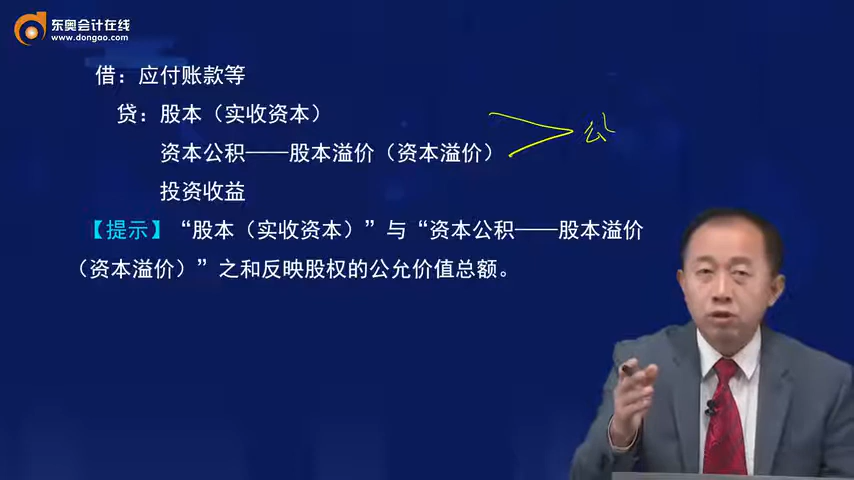 东奥会计在线
www.dongao.com
借：应付账款等
贷：股本（实收资本）
资本公积——股本溢价（资本溢价）
公
投资收益
【提示】“股本（实收资本）”与“资本公积——股本溢价
（资本溢价）”之和反映股权的公允价值总额。